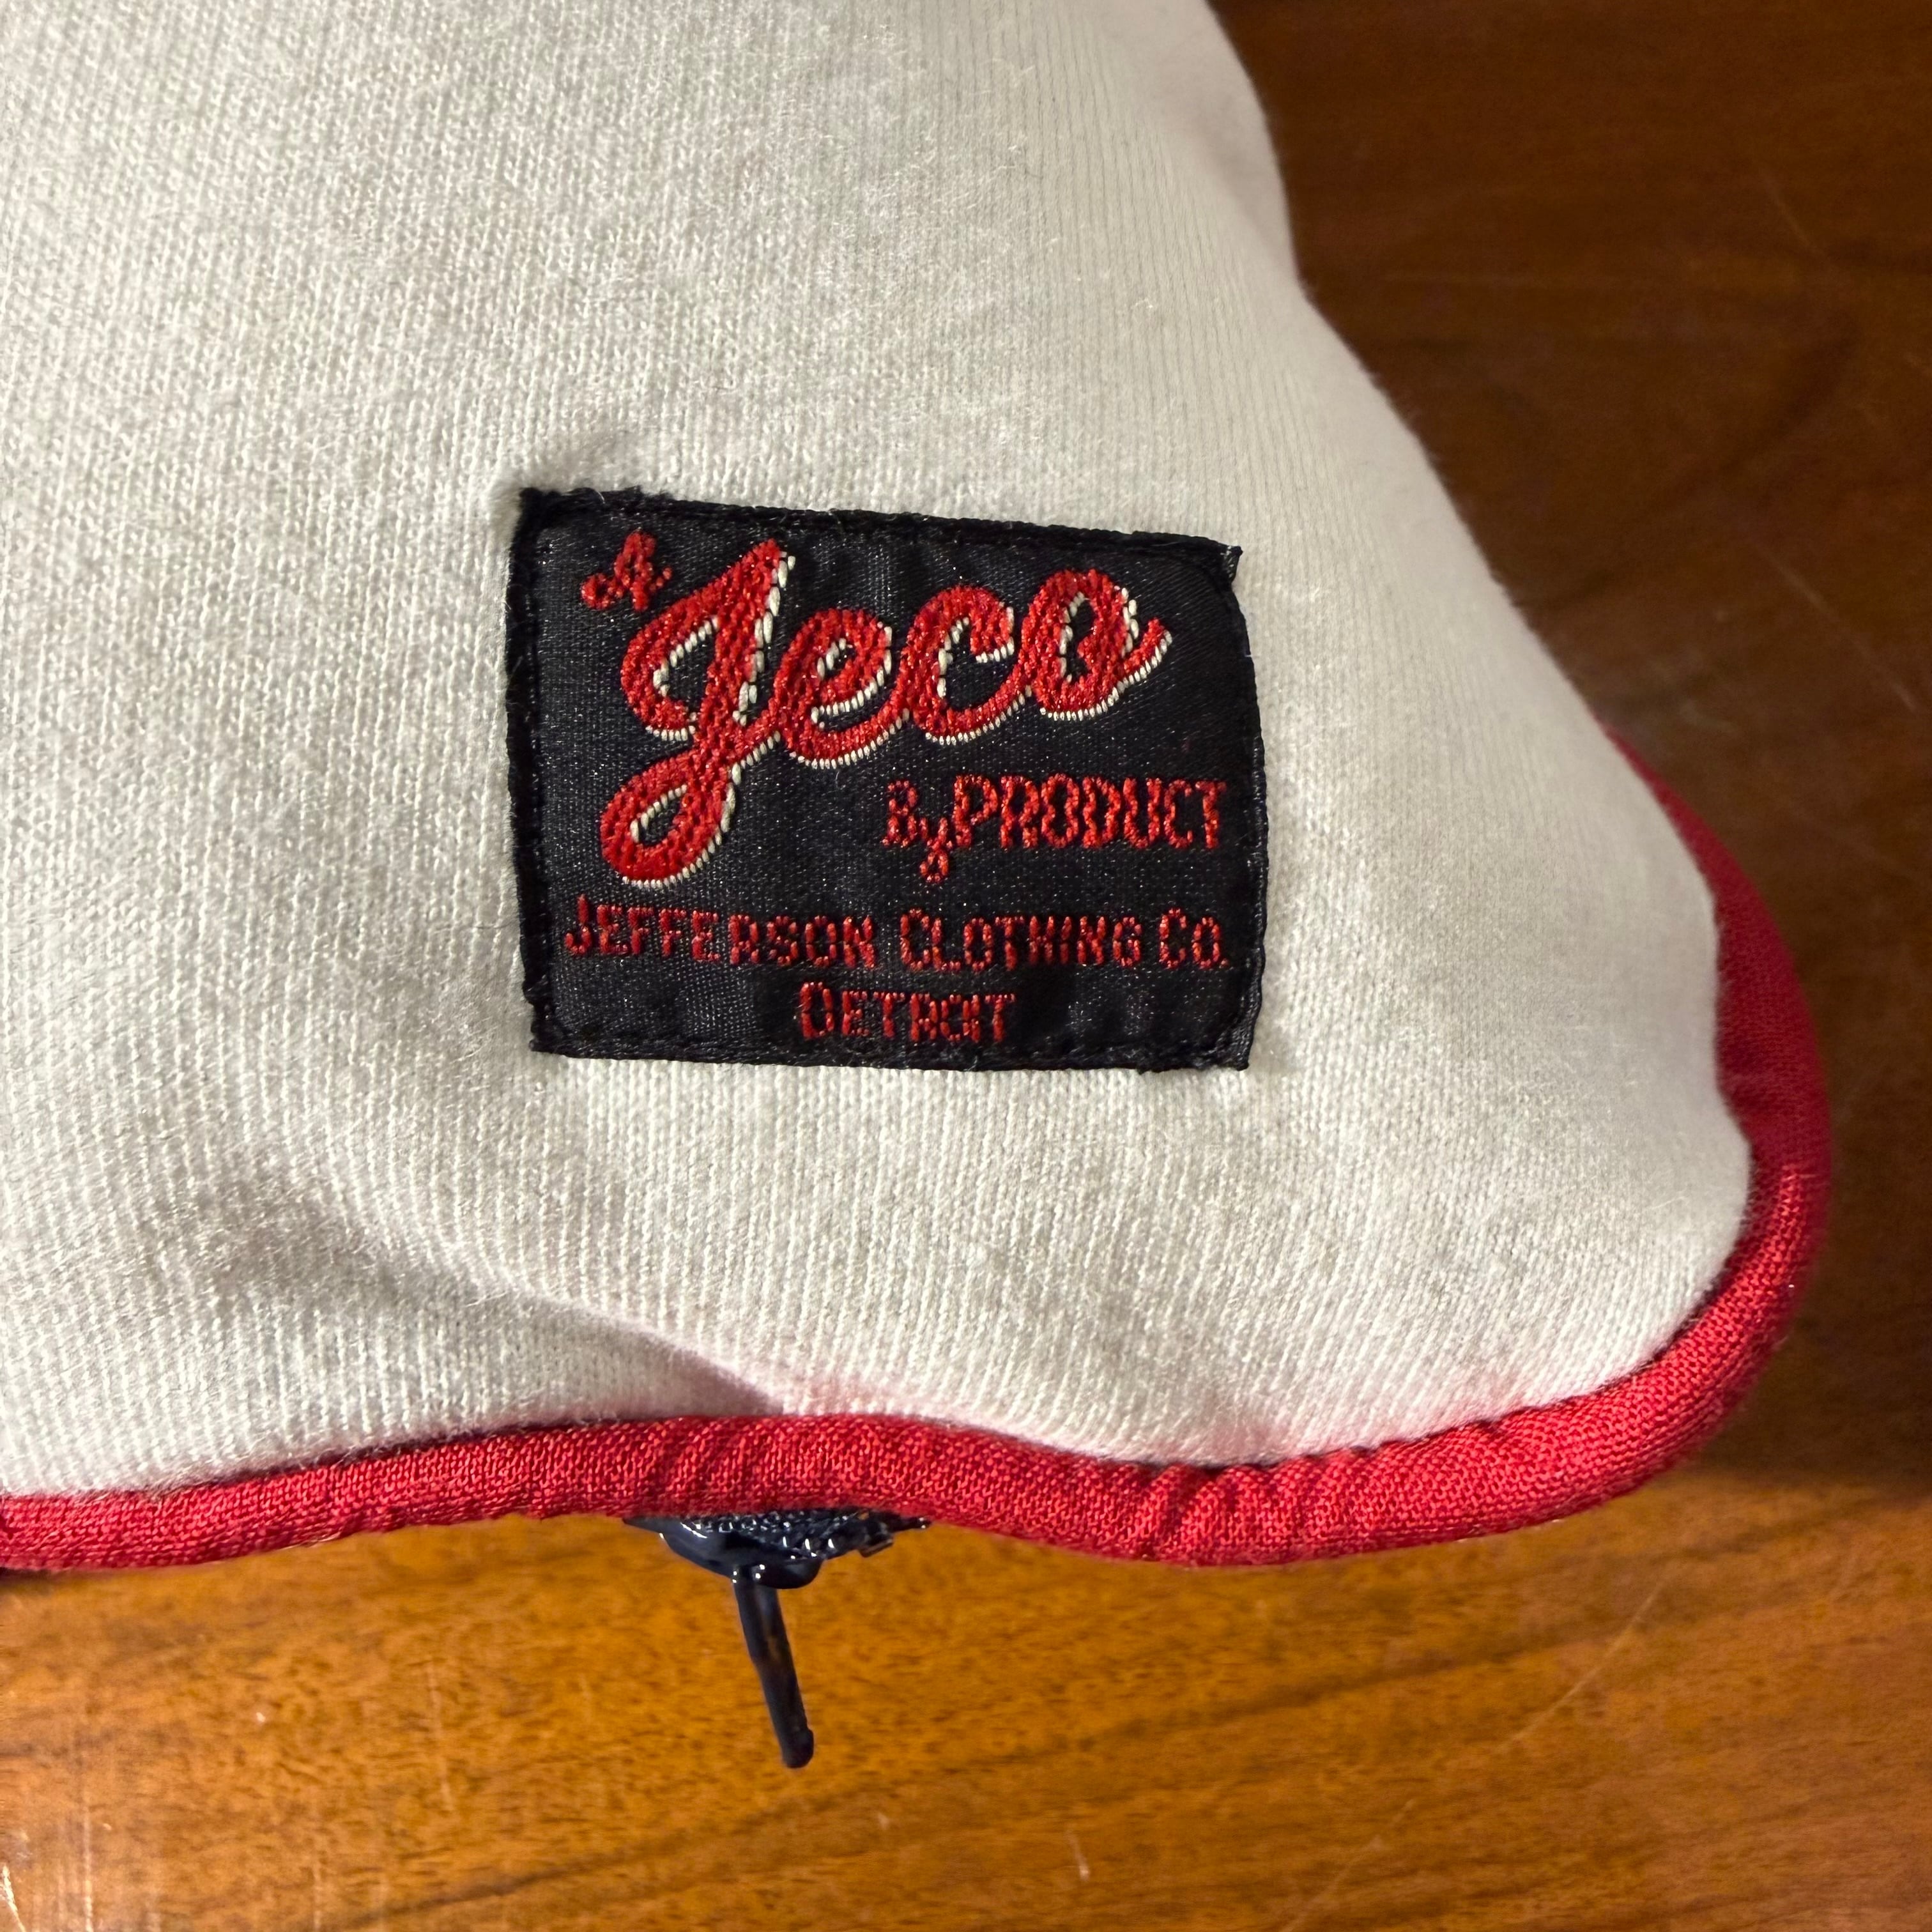 A Jeco
By PRODUCT
JEFFERSON CLOTHING CO.
DETROIT